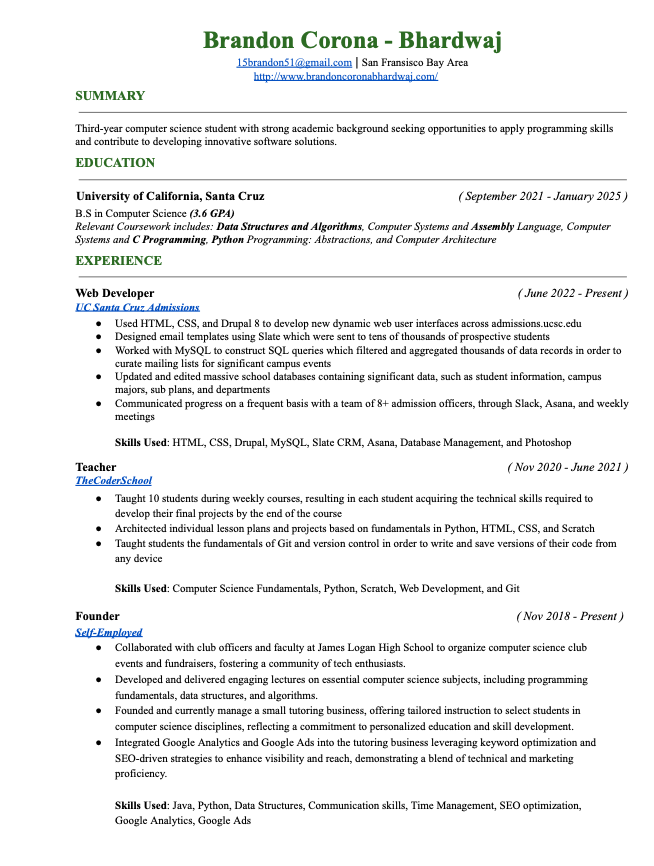 Brandon Corona - Bhardwaj
15brandon51@gmail.com | San Fransisco Bay Area
http://www.brandoncoronabhardwaj.com/
SUMMARY
Third-year computer science student with strong academic background seeking opportunities to apply programming skills
and contribute to developing innovative software solutions.
EDUCATION
University of California, Santa Cruz ( September 2021 - January 2025 )
B.S in Computer Science (3.6 GPA)
Relevant Coursework includes: Data Structures and Algorithms, Computer Systems and Assembly Language, Computer
Systems and C Programming, Python Programming: Abstractions, and Computer Architecture
EXPERIENCE
Web Developer ( June 2022 - Present )
UC Santa Cruz Admissions
● Used HTML, CSS, and Drupal 8 to develop new dynamic web user interfaces across admissions.ucsc.edu
● Designed email templates using Slate which were sent to tens of thousands of prospective students
● Worked with MySQL to construct SQL queries which filtered and aggregated thousands of data records in order to
curate mailing lists for significant campus events
● Updated and edited massive school databases containing significant data, such as student information, campus
majors, sub plans, and departments
● Communicated progress on a frequent basis with a team of 8+ admission officers, through Slack, Asana, and weekly
meetings
Skills Used: HTML, CSS, Drupal, MySQL, Slate CRM, Asana, Database Management, and Photoshop
Teacher ( Nov 2020 - June 2021 )
TheCoderSchool
● Taught 10 students during weekly courses, resulting in each student acquiring the technical skills required to
develop their final projects by the end of the course
● Architected individual lesson plans and projects based on fundamentals in Python, HTML, CSS, and Scratch
● Taught students the fundamentals of Git and version control in order to write and save versions of their code from
any device
Skills Used: Computer Science Fundamentals, Python, Scratch, Web Development, and Git
Founder ( Nov 2018 - Present )
Self-Employed
● Collaborated with club officers and faculty at James Logan High School to organize computer science club
events and fundraisers, fostering a community of tech enthusiasts.
● Developed and delivered engaging lectures on essential computer science subjects, including programming
fundamentals, data structures, and algorithms.
● Founded and currently manage a small tutoring business, offering tailored instruction to select students in
computer science disciplines, reflecting a commitment to personalized education and skill development.
● Integrated Google Analytics and Google Ads into the tutoring business leveraging keyword optimization and
SEO-driven strategies to enhance visibility and reach, demonstrating a blend of technical and marketing
proficiency.
Skills Used: Java, Python, Data Structures, Communication skills, Time Management, SEO optimization,
Google Analytics, Google Ads